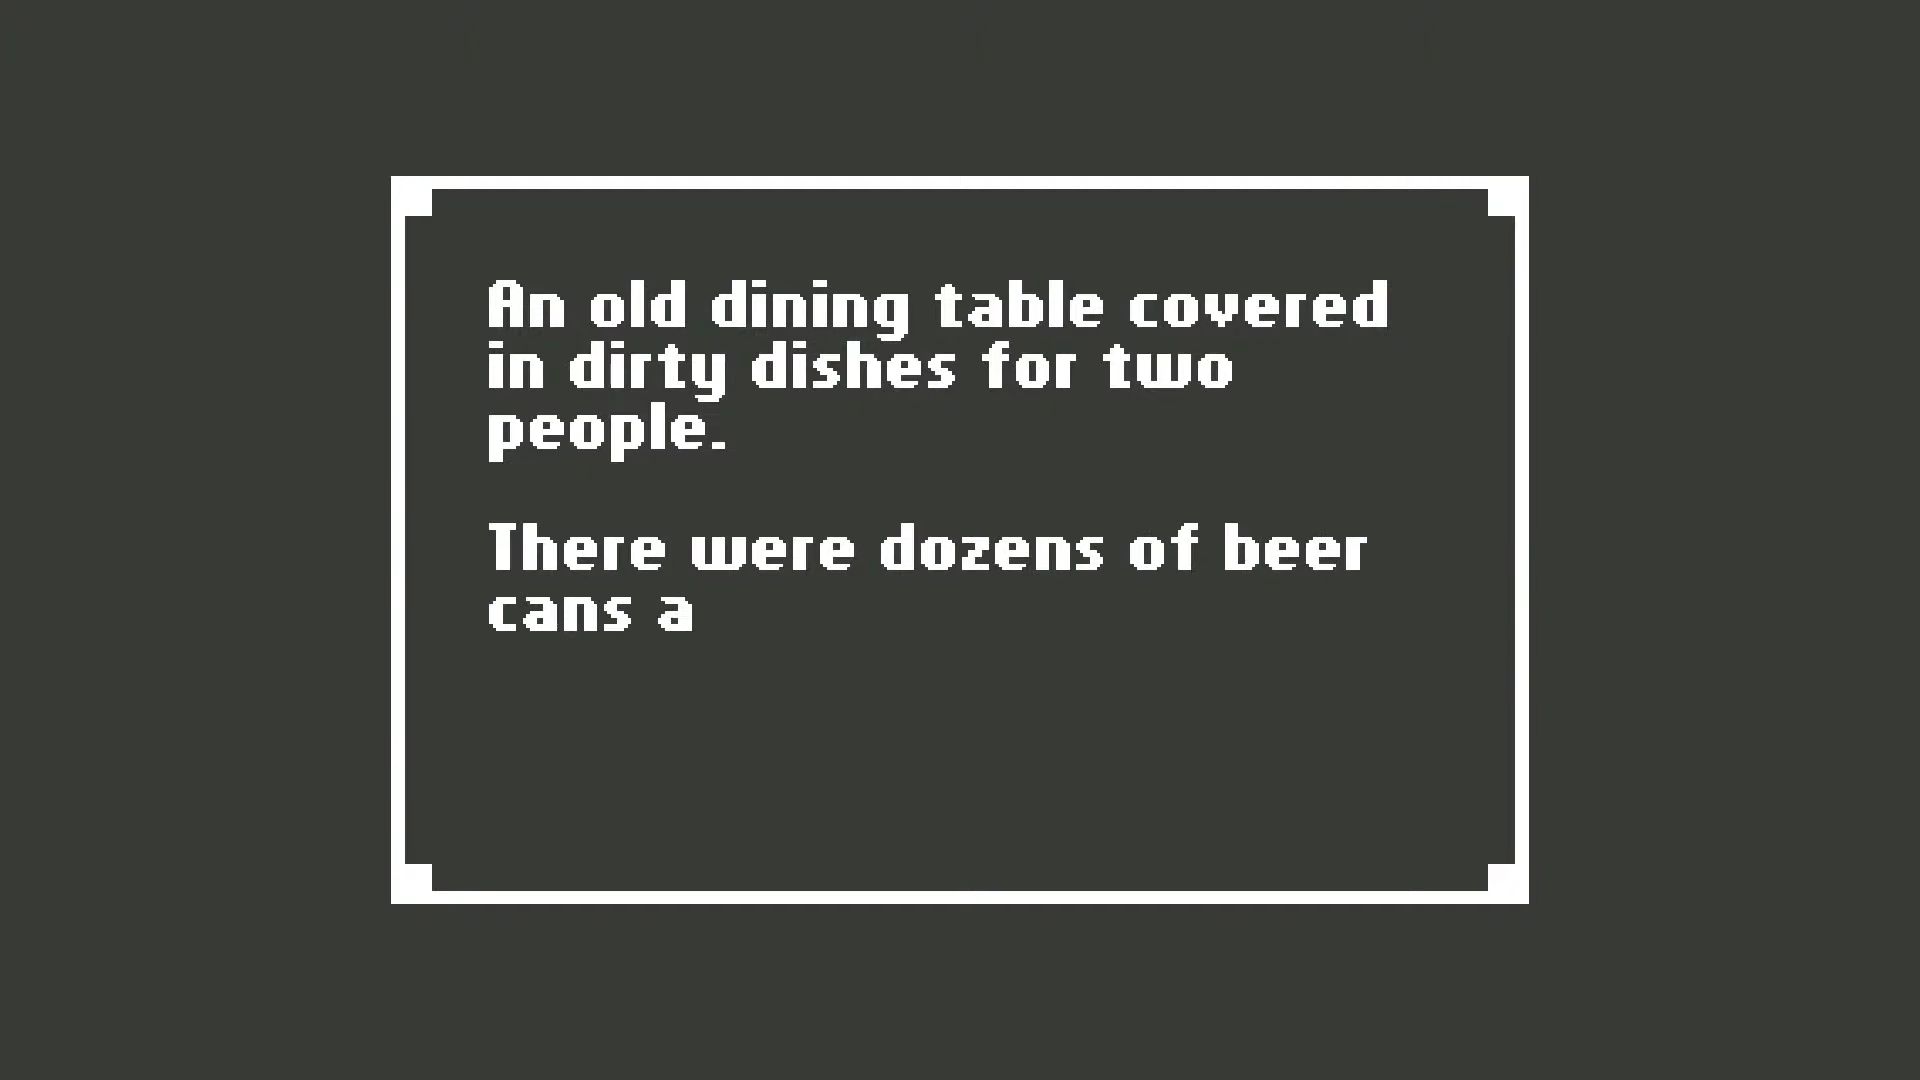 An old dining table covered
in dirty dishes for two
people.
There were dozens of beer
cans a